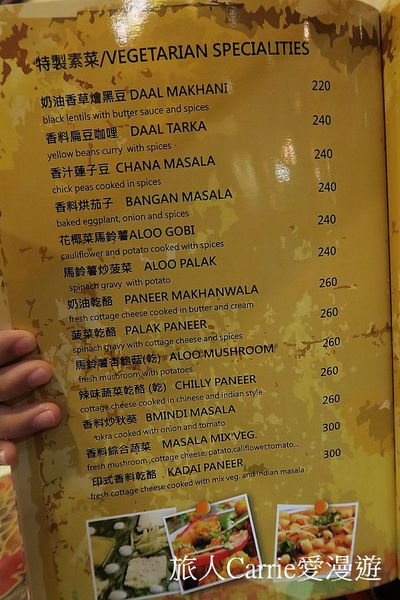 特製素菜/VEGETARIAN SPECIALITIES
奶油香草燴黑豆 DAAL MAKHANI 220
black lentils with butter sauce and spices
香料扁豆咖哩 DAAL TARKA 240
yellow beans curry with spices .
香汁蓮子豆 CHANA MASALA 240
chick peas cooked in spices
香料烘茄子 BANGAN MASALA 240
baked eggplant, onion and spices
花椰菜馬鈴薯ALOO GOBI 240
cauliflower and potato cooked with spices
馬鈴薯炒菠菜 ALOO PALAK 240
spinach gravy with potato
奶油乾酪 PANEER MAKHANWALA 260
fresh cottage cheese cooked in butter and cream
菠菜乾酪 PALAK PANEER 260
spinach gravy with cottage cheese and spices
馬鈴薯杏鮑菇(乾) ALOO MUSHROOM 260
fresh mushroom with potatoes
辣味蔬菜乾酪 (乾) CHILLY PANEER 260
cottage cheese cooked in chinese and indian style
香料炒秋葵 BMINDI MASALA 260
okra cooked with onion and tomato
香料綜合蔬菜 MASALA MIX VEG. 300
fresh mushroom ,cottage cheese, patato,califlower,tomato...
印式香料乾酪 . KADAI PANEER 300
fresh cottage cheese cooked with mix veg. and indian masala
旅人Carrie愛漫遊